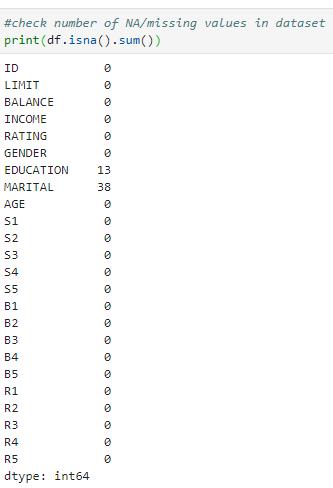 #check number of NA/missing values in dataset
print(df.isna().sum())
ID 0
LIMIT 0
BALANCE 0
INCOME 0
RATING 0
GENDER 0
EDUCATION 13
MARITAL 38
AGE 0
S1 0
S2 0
S3 0
S4 0
S5 0
B1 0
B2 0
B3 0
B4 0
B5 0
R1 0
R2 0
R3 0
R4 0
R5 0
dtype: int64